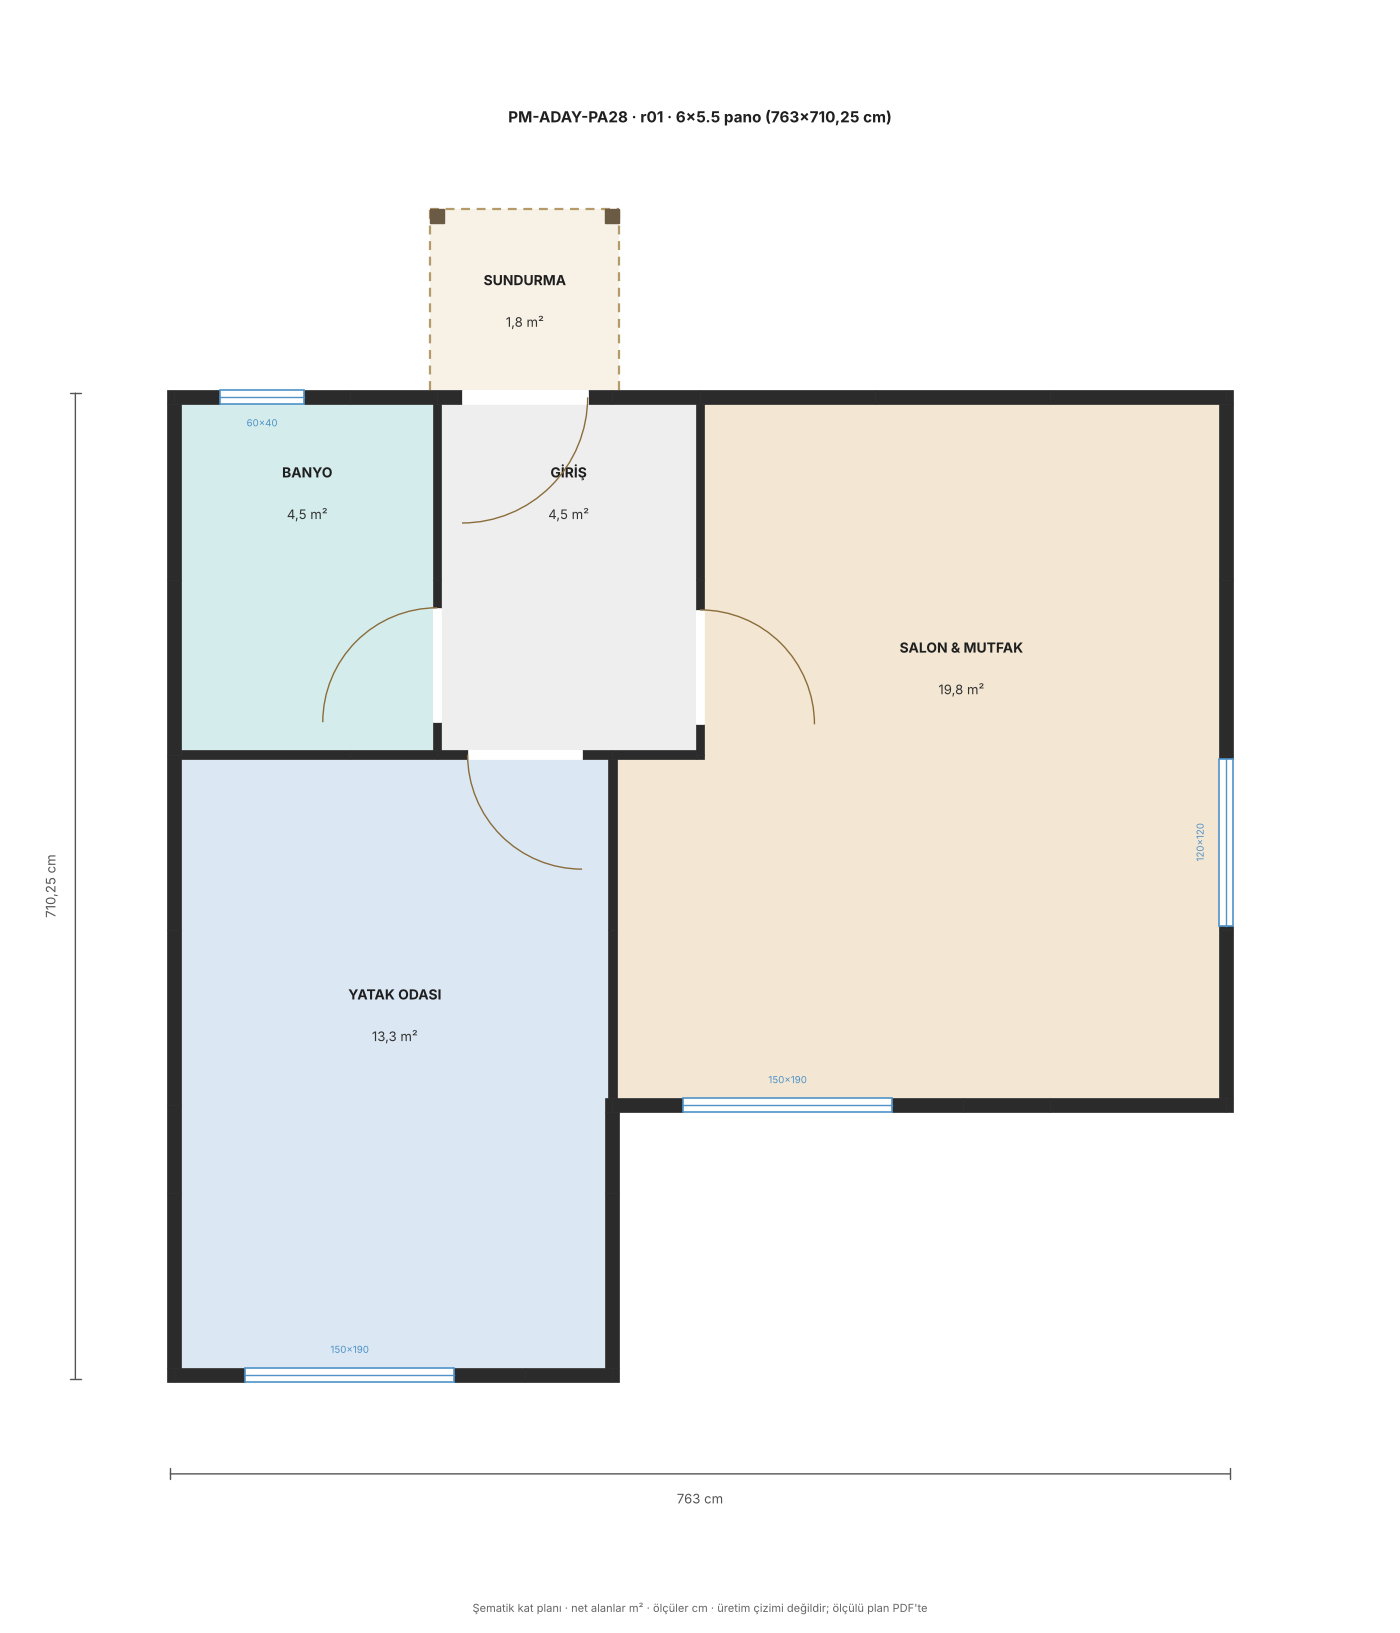 PM-ADAY-PA28 · r01 · 6×5.5 pano (763×710,25 cm)
SUNDURMA
1,8 m²
60×40
BANYO
4,5 m²
GİRİŞ
4,5 m²
SALON & MUTFAK
19,8 m²
120×120
710,25 cm
YATAK ODASI
13,3 m²
150×190
150×190
763 cm
Şematik kat planı · net alanlar m² · ölçüler cm · üretim çizimi değildir; ölçülü plan PDF'te